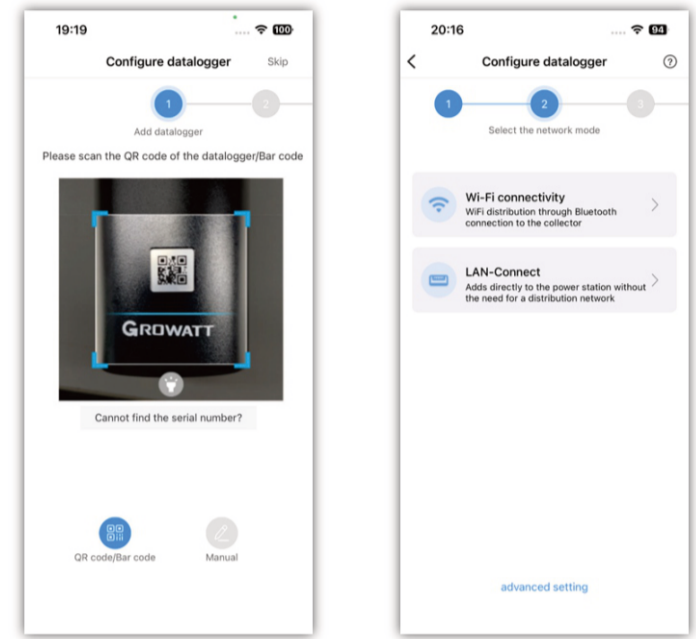 19:19
100
Configure datalogger
Skip
1
2
Add datalogger
Please scan the QR code of the datalogger/Bar code
GROWATT
Cannot find the serial number?
QR code/Bar code
Manual
20:16
94
Configure datalogger
?
1
2
3
Select the network mode
Wi-Fi connectivity
WiFi distribution through Bluetooth
connection to the collector
LAN-Connect
Adds directly to the power station without
the need for a distribution network
advanced setting